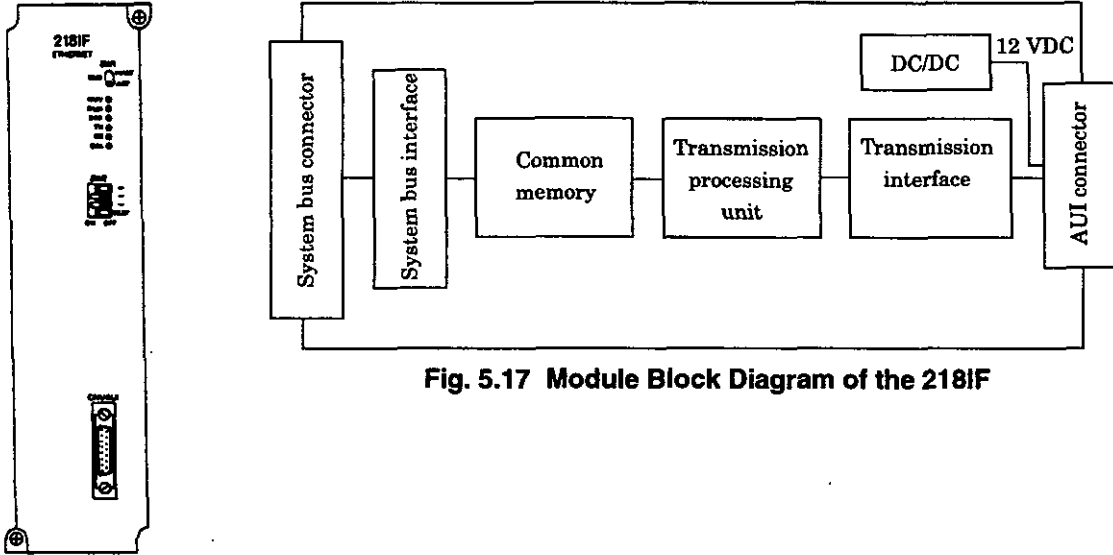 218IF
ETHERNET
System bus connector
System bus interface
Common
memory
Transmission
processing
unit
Transmission
interface
DC/DC
12 VDC
AUI connector
Fig. 5.17 Module Block Diagram of the 218IF